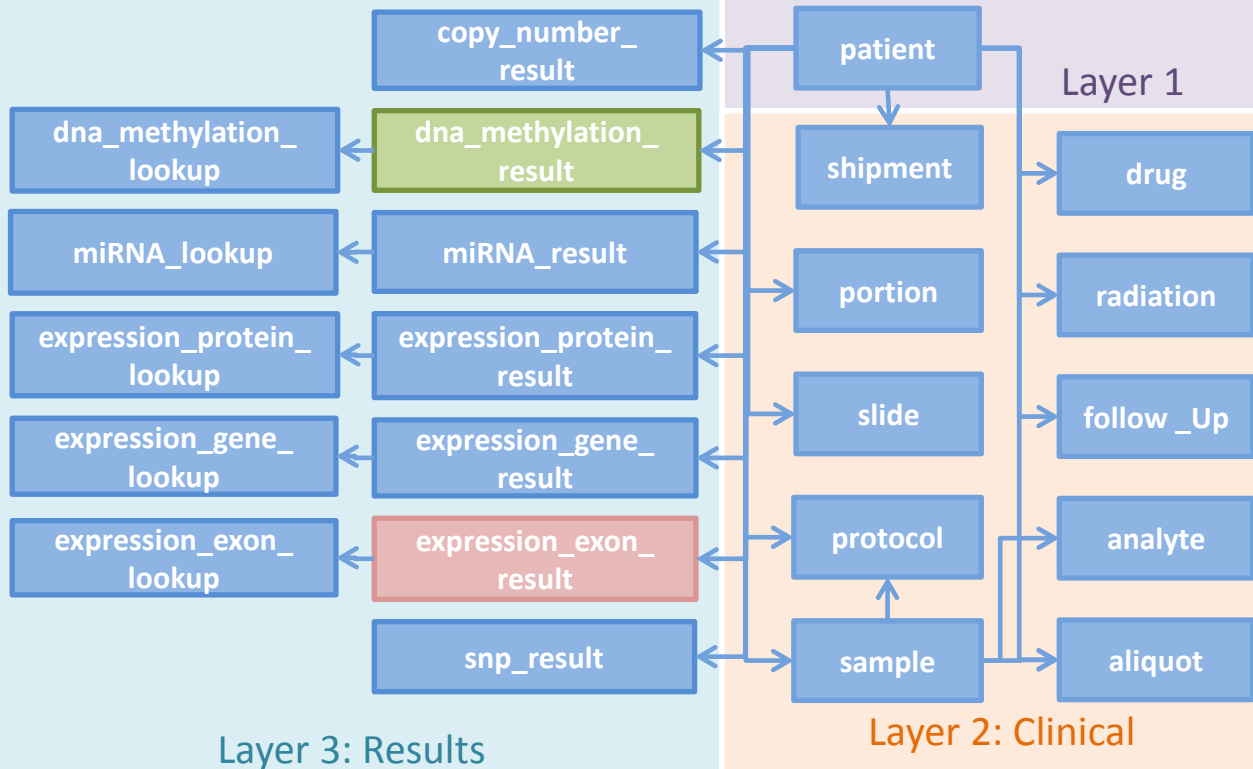 copy_number_
result
patient
Layer 1
dna_methylation_
lookup
dna_methylation_
result
shipment
drug
miRNA_lookup
miRNA_result
portion
radiation
expression_protein_
lookup
expression_protein_
result
slide
follow _Up
expression_gene_
lookup
expression_gene_
result
protocol
analyte
expression_exon_
lookup
expression_exon_
result
snp_result
sample
aliquot
Layer 3: Results
Layer 2: Clinical